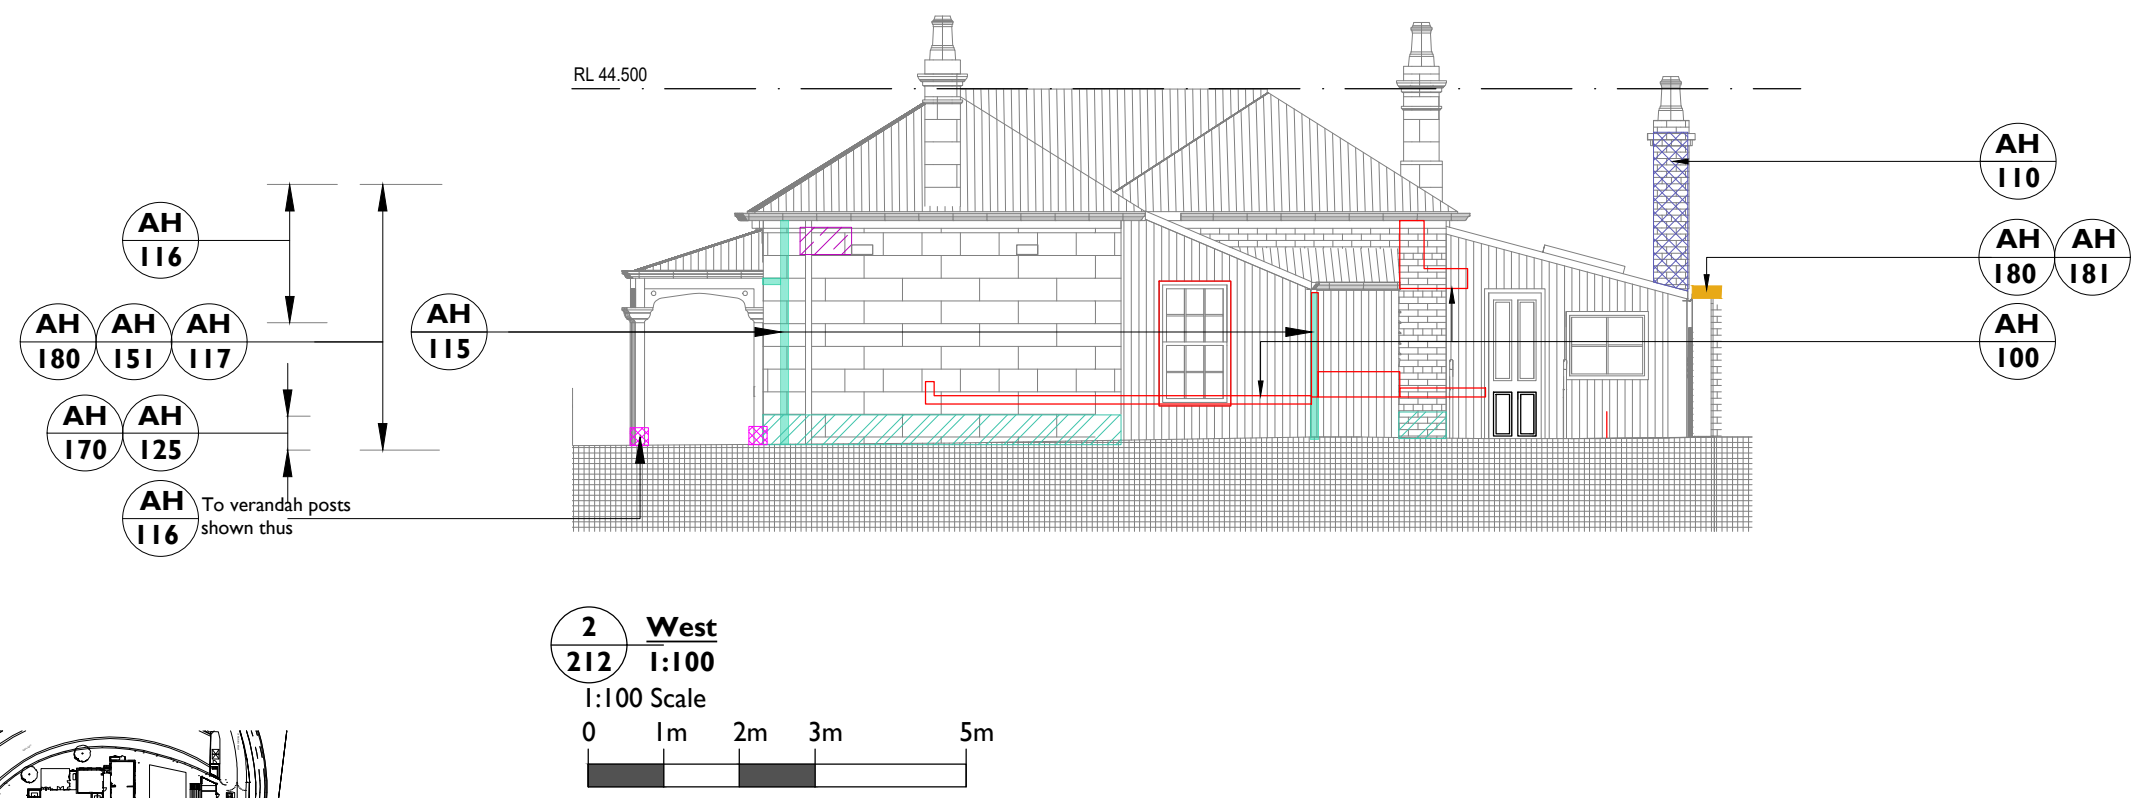 RL 44.500
AH
116
AH
180
AH
151
AH
117
AH
115
AH
170
AH
125
AH
116
To verandah posts
shown thus
AH
110
AH
180
AH
181
AH
100
2
212
West
1:100
1:100 Scale
0 1m 2m 3m 5m